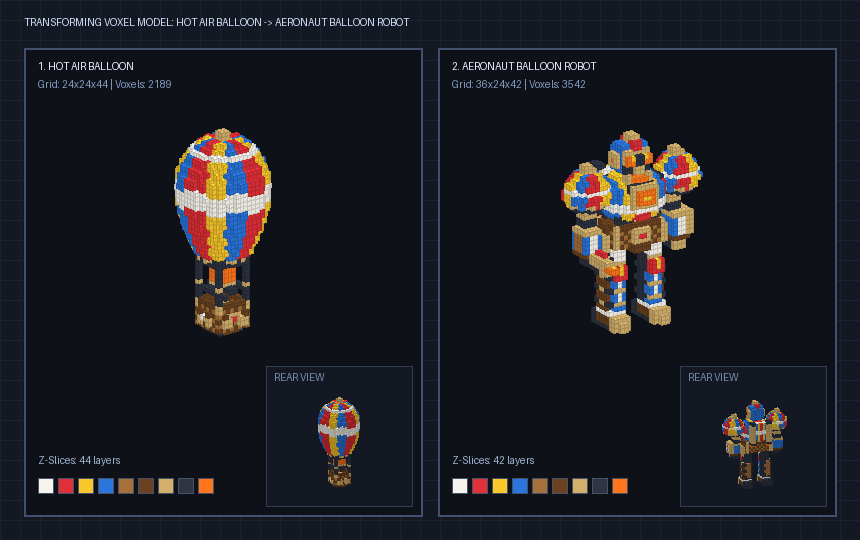 TRANSFORMING VOXEL MODEL: HOT AIR BALLOON -> AERONAUT BALLOON ROBOT
1. HOT AIR BALLOON
Grid: 24x24x44 | Voxels: 2189
REAR VIEW
Z-Slices: 44 layers
2. AERONAUT BALLOON ROBOT
Grid: 36x24x42 | Voxels: 3542
REAR VIEW
Z-Slices: 42 layers